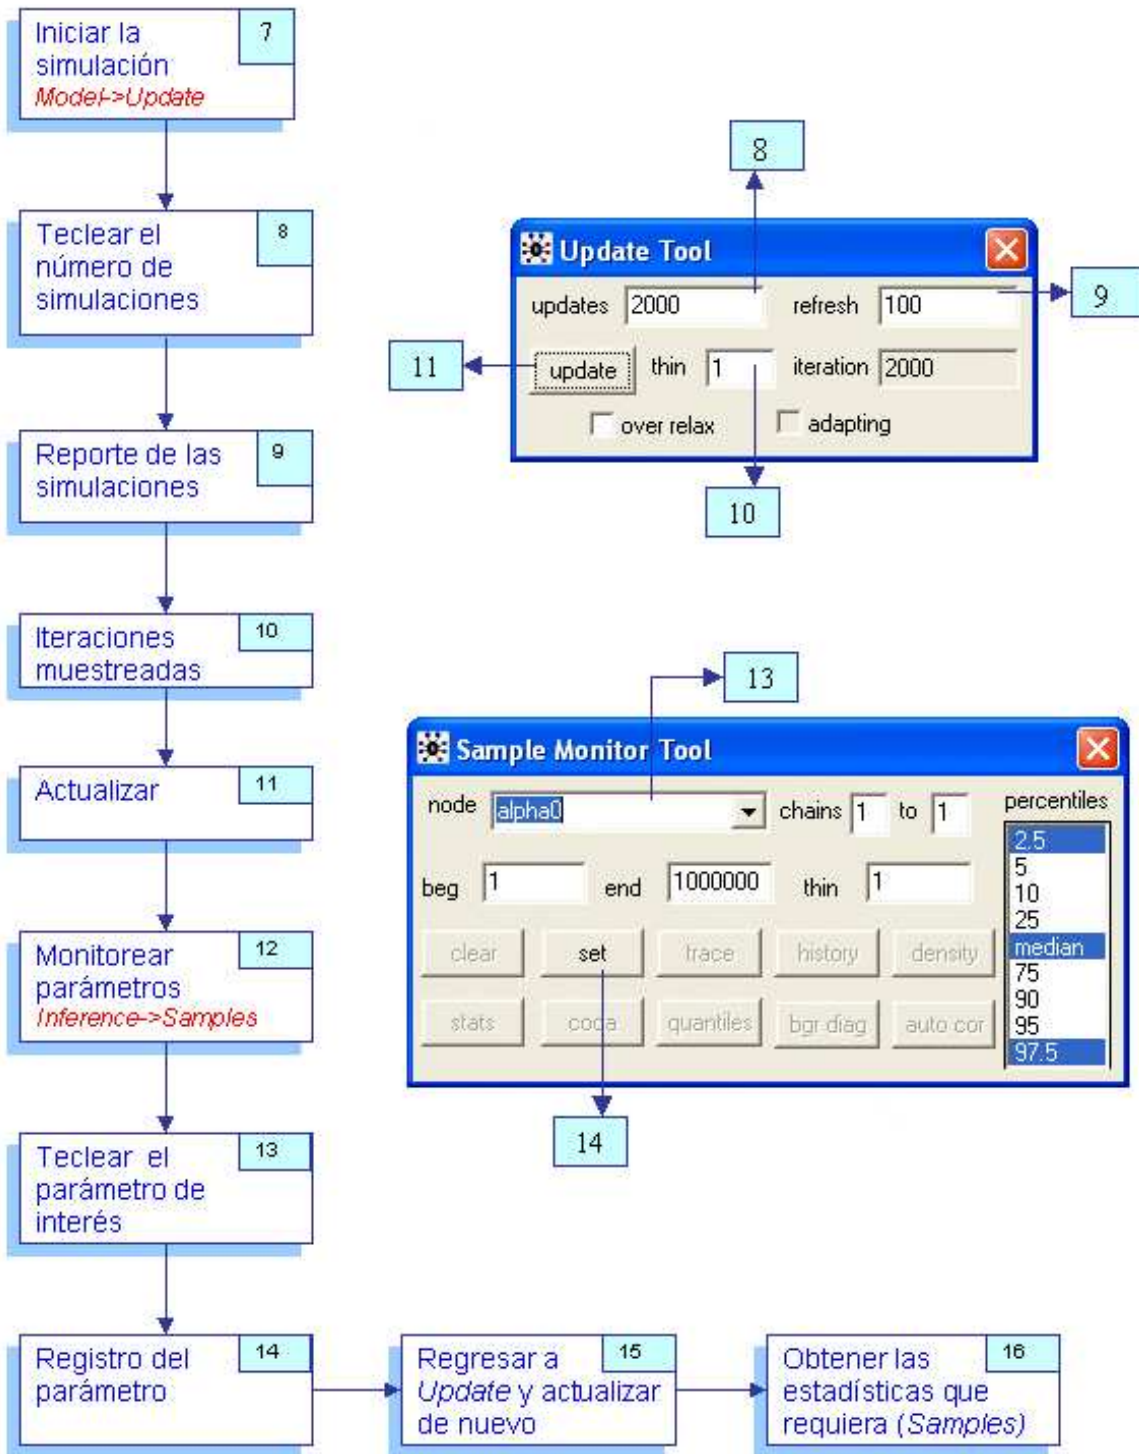 Iniciar la
simulación
Model->Update
7
Teclear el
número de
simulaciones
8
Reporte de las
simulaciones
9
Iteraciones
muestreadas
10
Actualizar
11
Monitorear
parámetros
Inference->Samples
12
Teclear el
parámetro de
interés
13
Registro del
parámetro
14
Regresar a
Update y actualizar
de nuevo
15
Obtener las
estadísticas que
requiera (Samples)
16
8
Update Tool
updates 2000 refresh 100
9
11
update thin 1 iteration 2000
over relax adapting
10
13
Sample Monitor Tool
node alpha0 chains 1 to 1 percentiles
beg 1 end 1000000 thin 1
clear set trace history density
stats coda quantiles bgr diag auto cor
2.5
5
10
25
median
75
90
95
97.5
14